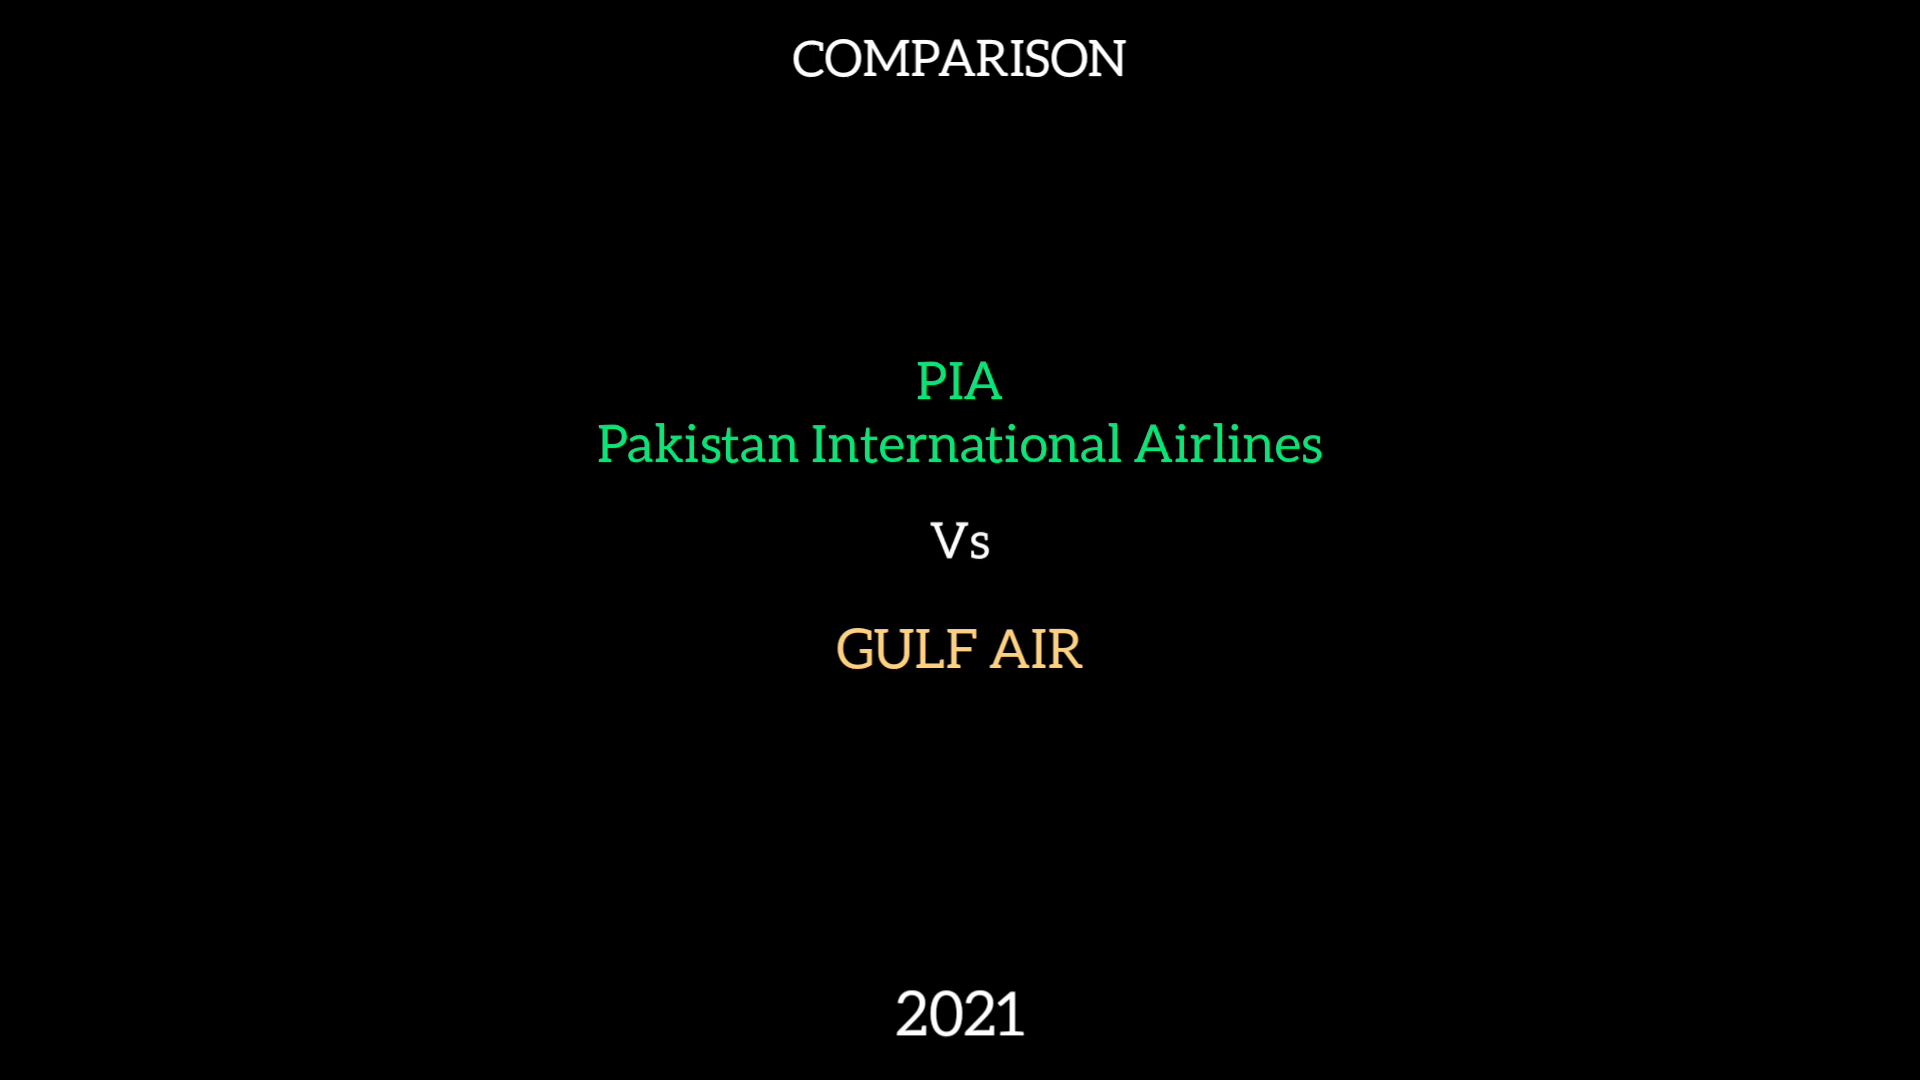 COMPARISON
PIA
Pakistan International Airlines
Vs
GULF AIR
2021